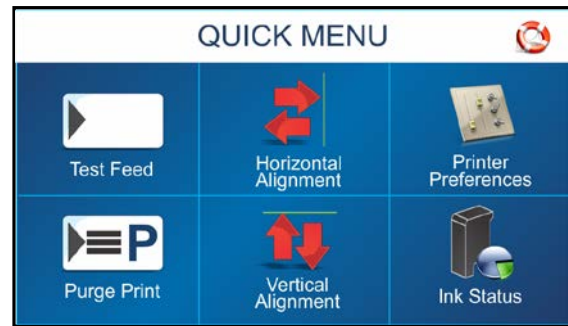 QUICK MENU
Test Feed
Horizontal
Alignment
Printer
Preferences
P
Purge Print
Vertical
Alignment
Ink Status